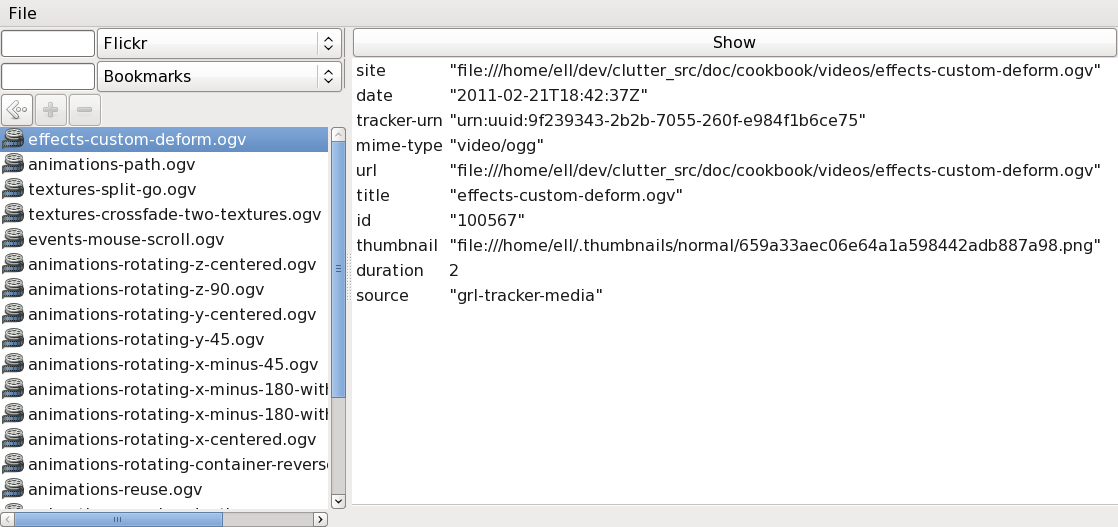 File
Flickr
Bookmarks
effects-custom-deform.ogv
animations-path.ogv
textures-split-go.ogv
textures-crossfade-two-textures.ogv
events-mouse-scroll.ogv
animations-rotating-z-centered.ogv
animations-rotating-z-90.ogv
animations-rotating-y-centered.ogv
animations-rotating-y-45.ogv
animations-rotating-x-minus-45.ogv
animations-rotating-x-minus-180-with
animations-rotating-x-minus-180-with
animations-rotating-x-centered.ogv
animations-rotating-container-reverse
animations-reuse.ogv
Show
site "file:///home/ell/dev/clutter_src/doc/cookbook/videos/effects-custom-deform.ogv"
date "2011-02-21T18:42:37Z"
tracker-urn "urn:uuid:9f239343-2b2b-7055-260f-e984f1b6ce75"
mime-type "video/ogg"
url "file:///home/ell/dev/clutter_src/doc/cookbook/videos/effects-custom-deform.ogv"
title "effects-custom-deform.ogv"
id "100567"
thumbnail "file:///home/ell/.thumbnails/normal/659a33aec06e64a1a598442adb887a98.png"
duration 2
source "grl-tracker-media"